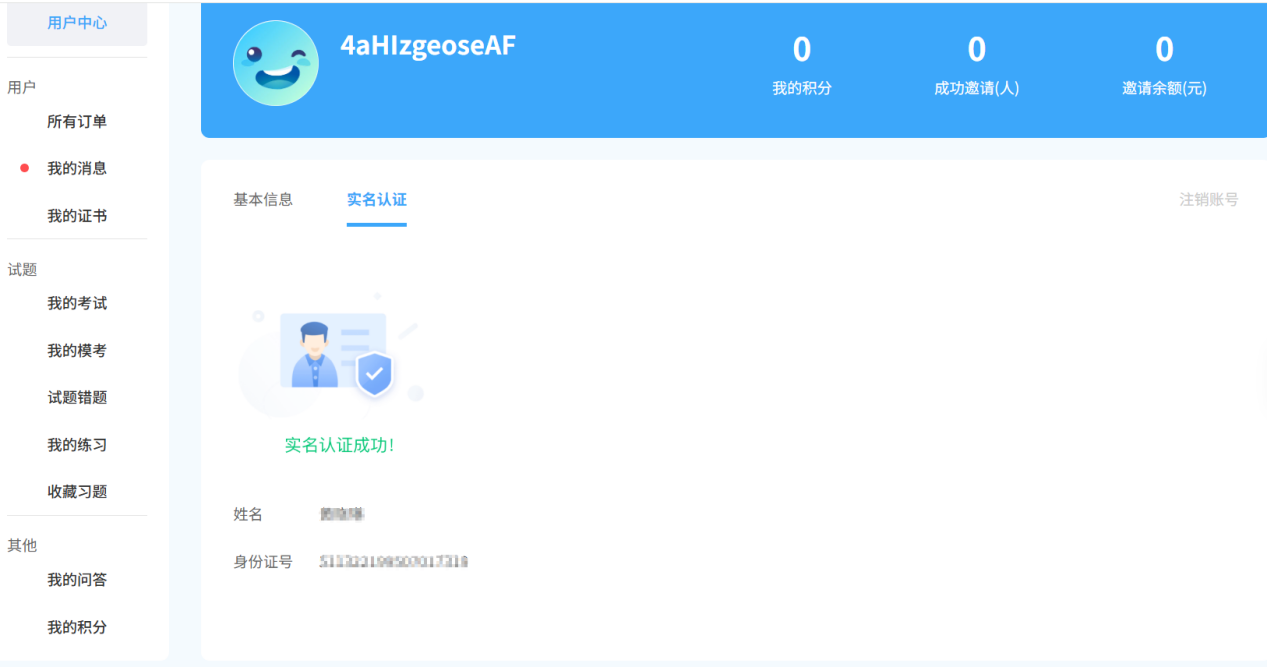 用户中心
用户
所有订单
我的消息
我的证书
试题
我的考试
我的模考
试题错题
我的练习
收藏习题
其他
我的问答
我的积分
4aHIzgeoseAF
0
我的积分
0
成功邀请(人)
0
邀请余额(元)
基本信息
实名认证
注销账号
实名认证成功!
姓名
身份证号